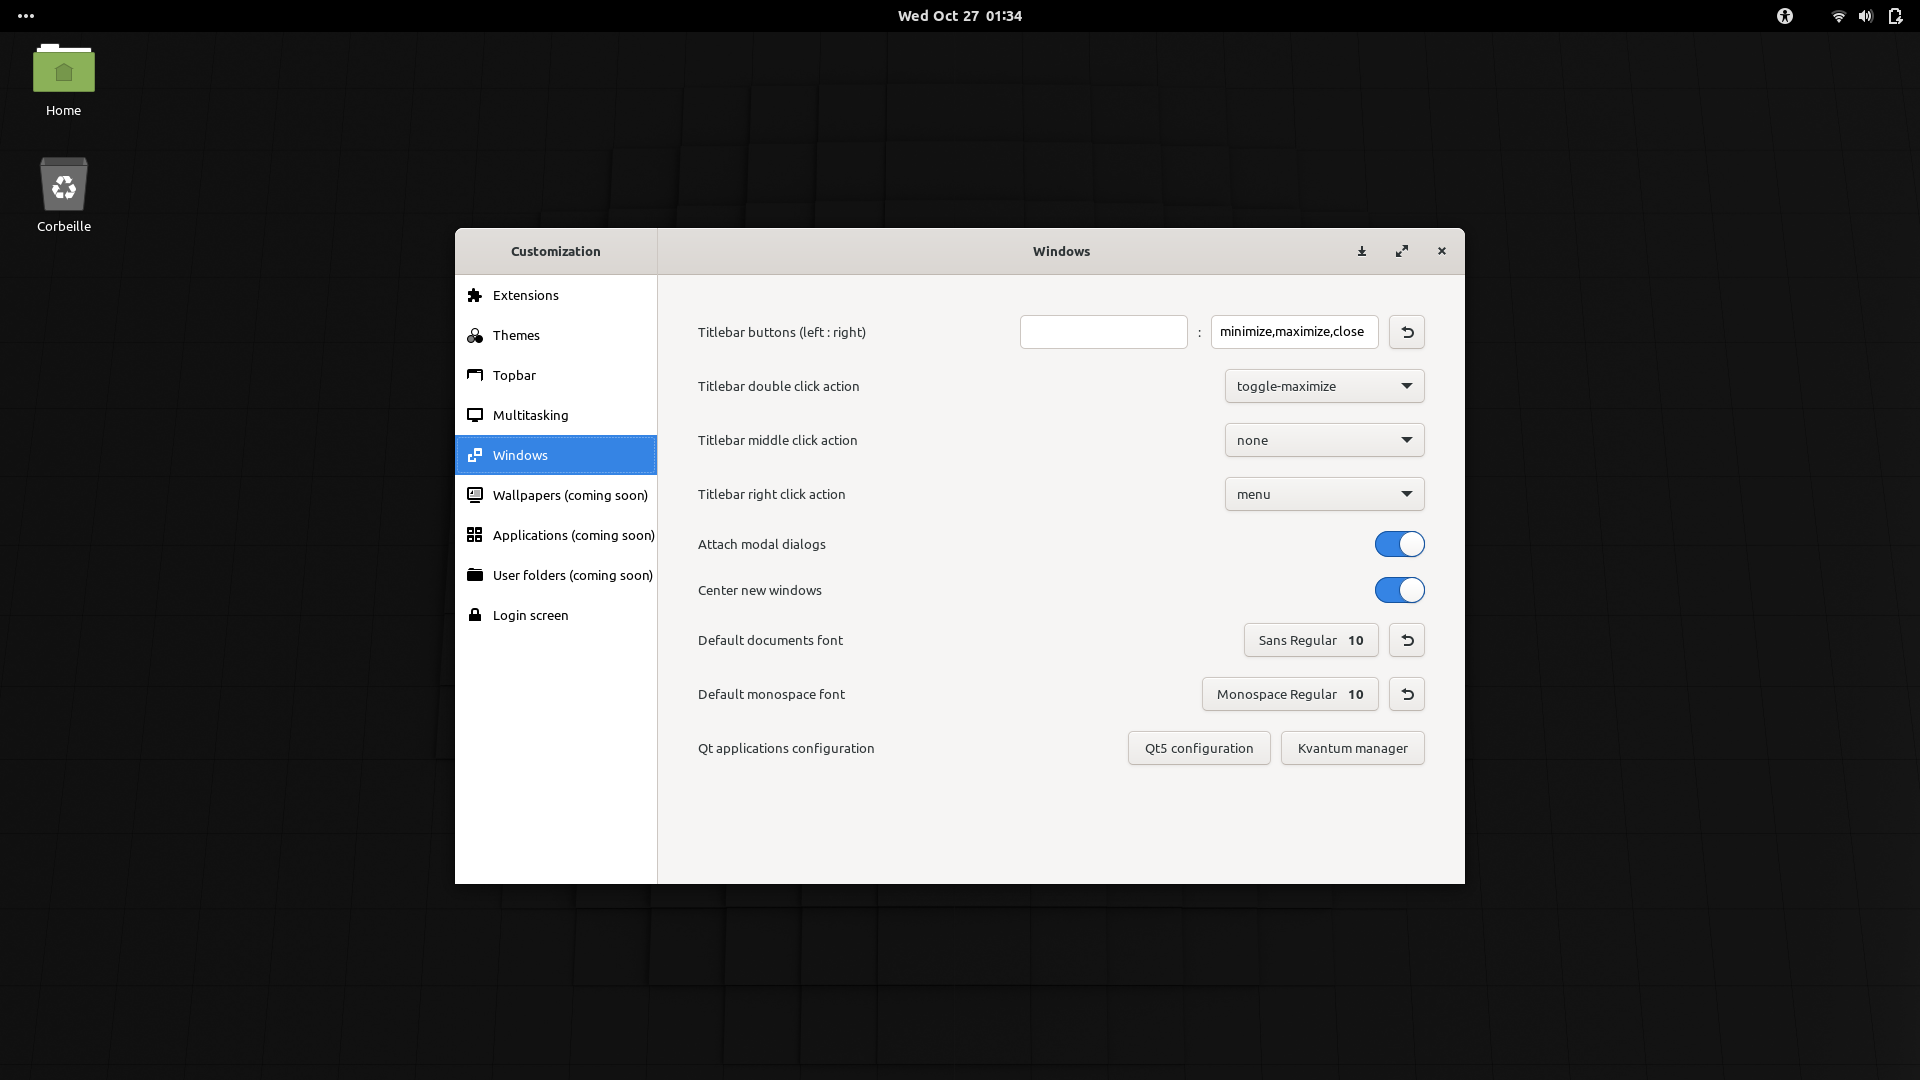 Wed Oct 27 01:34
Home
Corbeille
Customization
Windows
Extensions
Themes
Topbar
Multitasking
Windows
Wallpapers (coming soon)
Applications (coming soon)
User folders (coming soon)
Login screen
Titlebar buttons (left : right)
:
minimize,maximize,close
Titlebar double click action
toggle-maximize
Titlebar middle click action
none
Titlebar right click action
menu
Attach modal dialogs
Center new windows
Default documents font
Sans Regular 10
Default monospace font
Monospace Regular 10
Qt applications configuration
Qt5 configuration
Kvantum manager